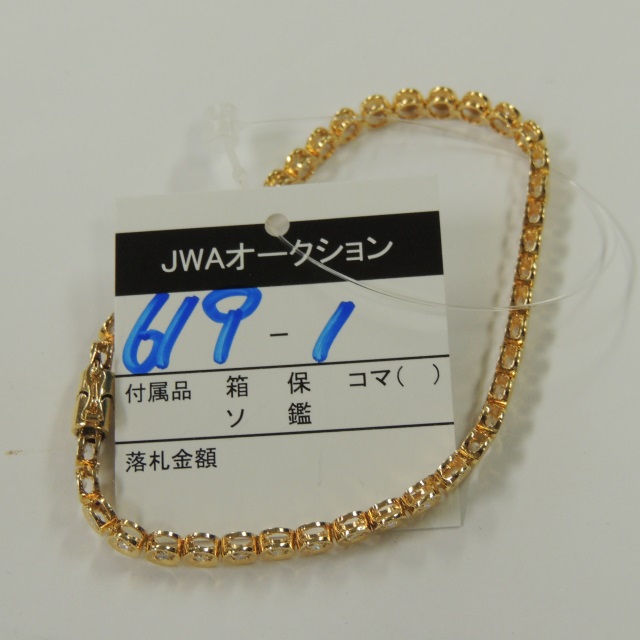 JWAオークション
619-1
付属品 箱 保 コマ( )
ソ 鑑
落札金額